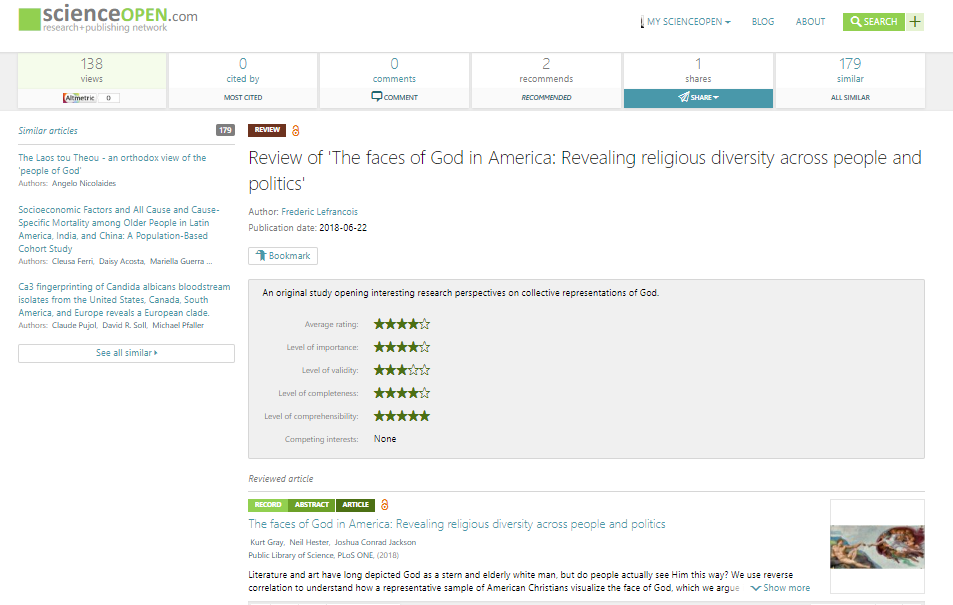 scienceOPEN.com
research+publishing network
MY SCIENCEOPEN
BLOG
ABOUT
SEARCH
138
views
Altmetric 0
0
cited by
MOST CITED
0
comments
COMMENT
2
recommends
RECOMMENDED
1
shares
SHARE
179
similar
ALL SIMILAR
Similar articles 179
The Laos tou Theou - an orthodox view of the
'people of God'
Authors: Angelo Nicolaides
Socioeconomic Factors and All Cause and Cause-
Specific Mortality among Older People in Latin
America, India, and China: A Population-Based
Cohort Study
Authors: Cleusa Ferri, Daisy Acosta, Mariella Guerra ...
Ca3 fingerprinting of Candida albicans bloodstream
isolates from the United States, Canada, South
America, and Europe reveals a European clade.
Authors: Claude Pujol, David R. Soll, Michael Pfaller
See all similar
REVIEW
Review of 'The faces of God in America: Revealing religious diversity across people and
politics'
Author: Frederic Lefrancois
Publication date: 2018-06-22
Bookmark
An original study opening interesting research perspectives on collective representations of God.
Average rating:
Level of importance:
Level of validity:
Level of completeness:
Level of comprehensibility:
Competing interests: None
Reviewed article
RECORD ABSTRACT ARTICLE
The faces of God in America: Revealing religious diversity across people and politics
Kurt Gray, Neil Hester, Joshua Conrad Jackson
Public Library of Science, PLoS ONE, (2018)
Literature and art have long depicted God as a stern and elderly white man, but do people actually see Him this way? We use reverse
correlation to understand how a representative sample of American Christians visualize the face of God, which we argue Show more